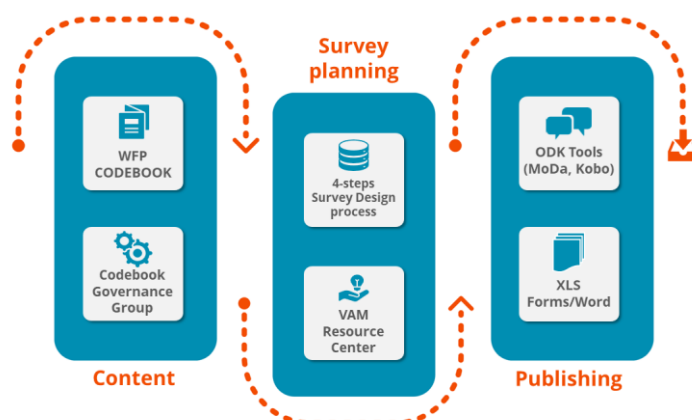 WFP
CODEBOOK
Codebook
Governance
Group
Content
Survey
planning
4-steps
Survey Design
process
VAM
Resource
Center
ODK Tools
(MoDa, Kobo)
XLS
Forms/Word
Publishing